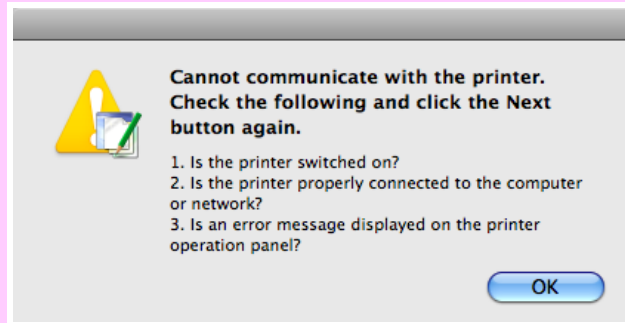 Cannot communicate with the printer.
Check the following and click the Next
button again.
1. Is the printer switched on?
2. Is the printer properly connected to the computer
or network?
3. Is an error message displayed on the printer
operation panel?
OK